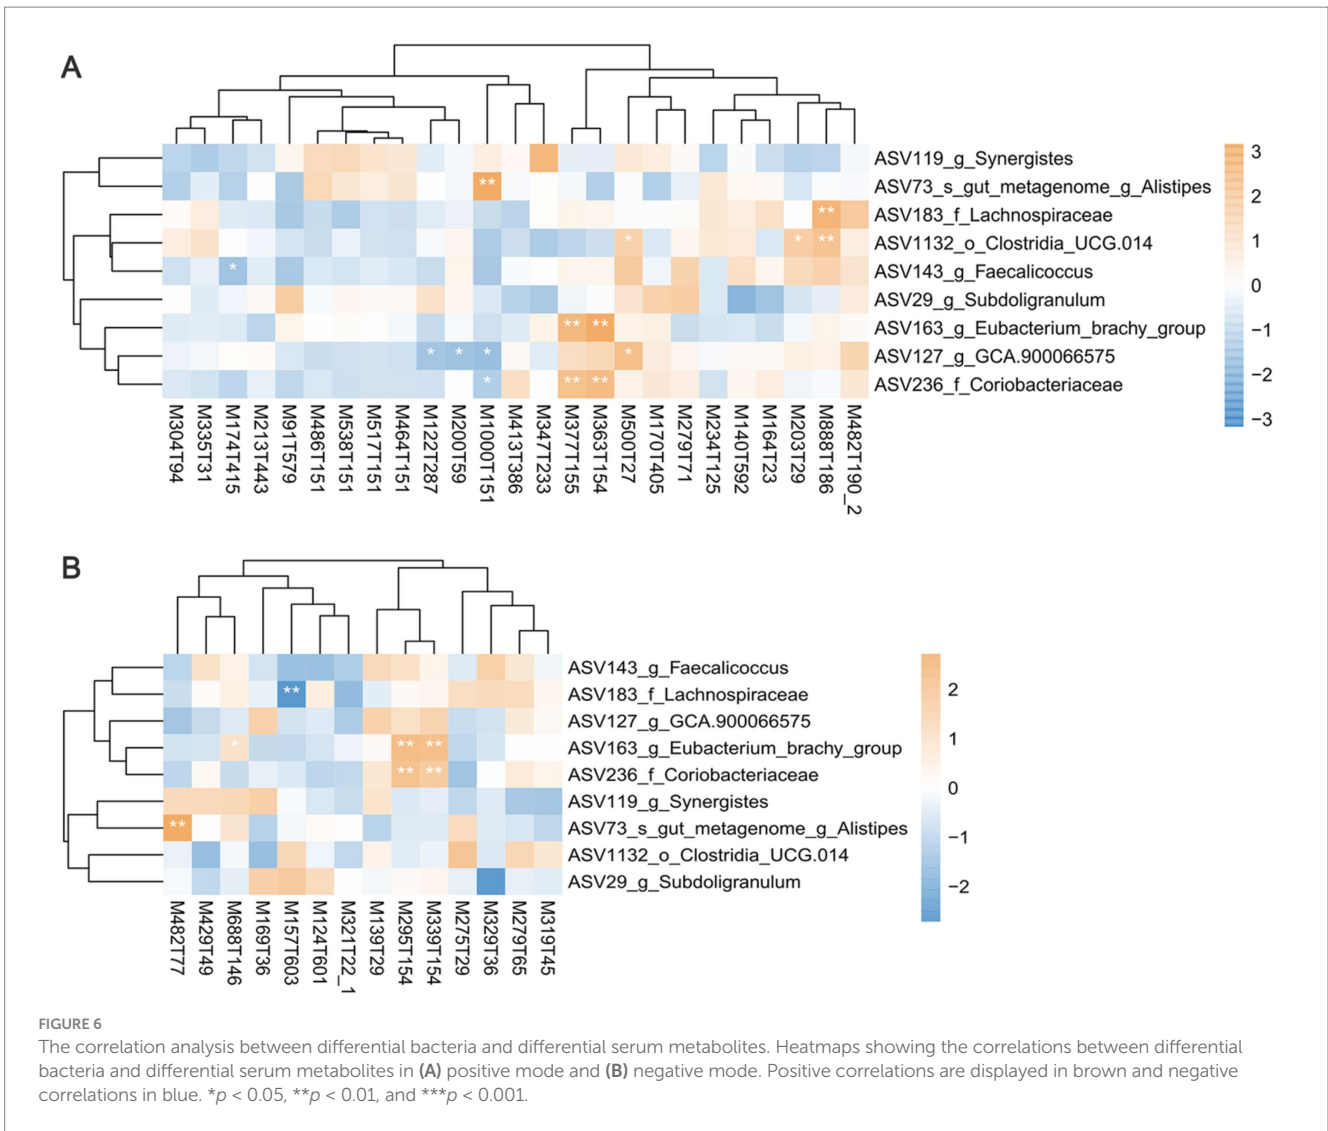 A
** ASV119_g_Synergistes
** ASV73_s_gut_metagenome_g_Alistipes
** ASV183_f_Lachnospiraceae
* * ** ASV1132_o_Clostridia_UCG.014
* ASV143_g_Faecalicoccus
ASV29_g_Subdoligranulum
** ** ASV163_g_Eubacterium_brachy_group
* * * * ASV127_g_GCA.900066575
* ** ** ASV236_f_Coriobacteriaceae
3
2
1
0
−1
−2
−3
M304T94
M335T31
M174T415
M213T443
M91T579
M486T151
M538T151
M517T151
M464T151
M122T287
M200T59
M1000T151
M413T386
M347T233
M377T155
M363T154
M500T27
M170T405
M279T71
M234T125
M140T592
M164T23
M203T29
M888T186
M482T190_2
B
ASV143_g_Faecalicoccus
** ASV183_f_Lachnospiraceae
ASV127_g_GCA.900066575
* ** ** ASV163_g_Eubacterium_brachy_group
** ** ASV236_f_Coriobacteriaceae
ASV119_g_Synergistes
** ASV73_s_gut_metagenome_g_Alistipes
ASV1132_o_Clostridia_UCG.014
ASV29_g_Subdoligranulum
2
1
0
−1
−2
M482T77
M429T49
M688T146
M169T36
M157T603
M124T601
M321T22_1
M139T29
M295T154
M339T154
M275T29
M329T36
M279T65
M319T45
FIGURE 6
The correlation analysis between differential bacteria and differential serum metabolites. Heatmaps showing the correlations between differential
bacteria and differential serum metabolites in (A) positive mode and (B) negative mode. Positive correlations are displayed in brown and negative
correlations in blue. *p < 0.05, **p < 0.01, and ***p < 0.001.